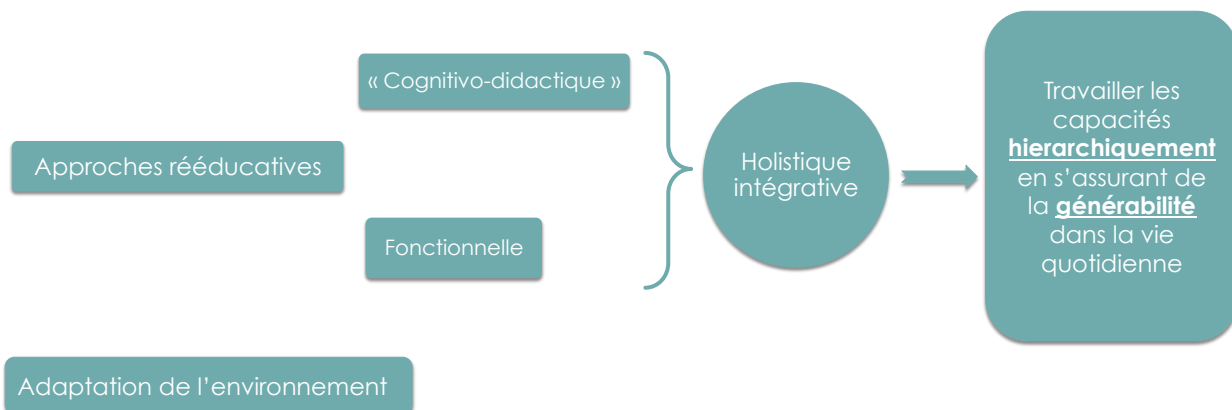 « Cognitivo-didactique »
Approches rééducatives
Fonctionnelle
Holistique
intégrative
Travailler les
capacités
hierarchiquement
en s’assurant de
la générabilité
dans la vie
quotidienne
Adaptation de l’environnement